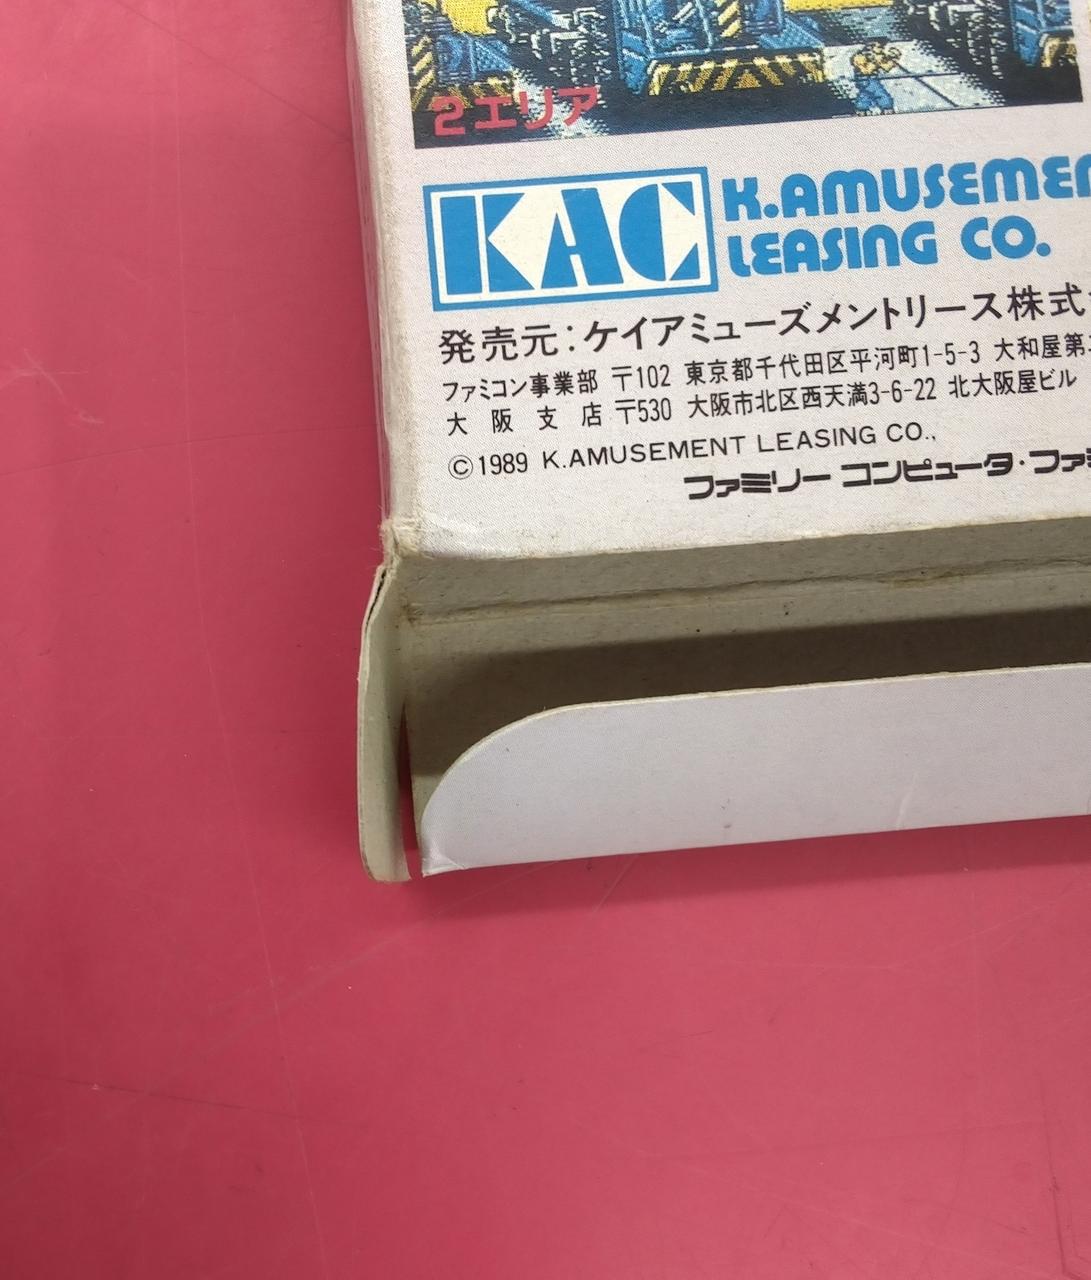 2エリア
KAC
K.AMUSEMEN
LEASING CO.
発売元:ケイアミューズメントリース株式
ファミコン事業部 〒102 東京都千代田区平河町1-5-3 大和屋第
大阪支店 〒530 大阪市北区西天満3-6-22 北大阪屋ビル
©1989 K.AMUSEMENT LEASING CO.,
ファミリー コンピュータ・ファミ